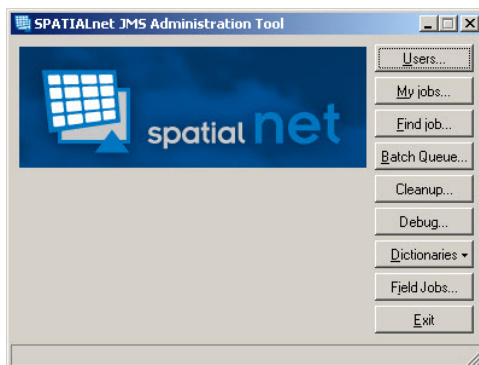 SPATIALnet JMS Administration Tool
spatial net
Users...
My jobs...
Find job...
Batch Queue...
Cleanup...
Debug...
Dictionaries
Field Jobs...
Exit